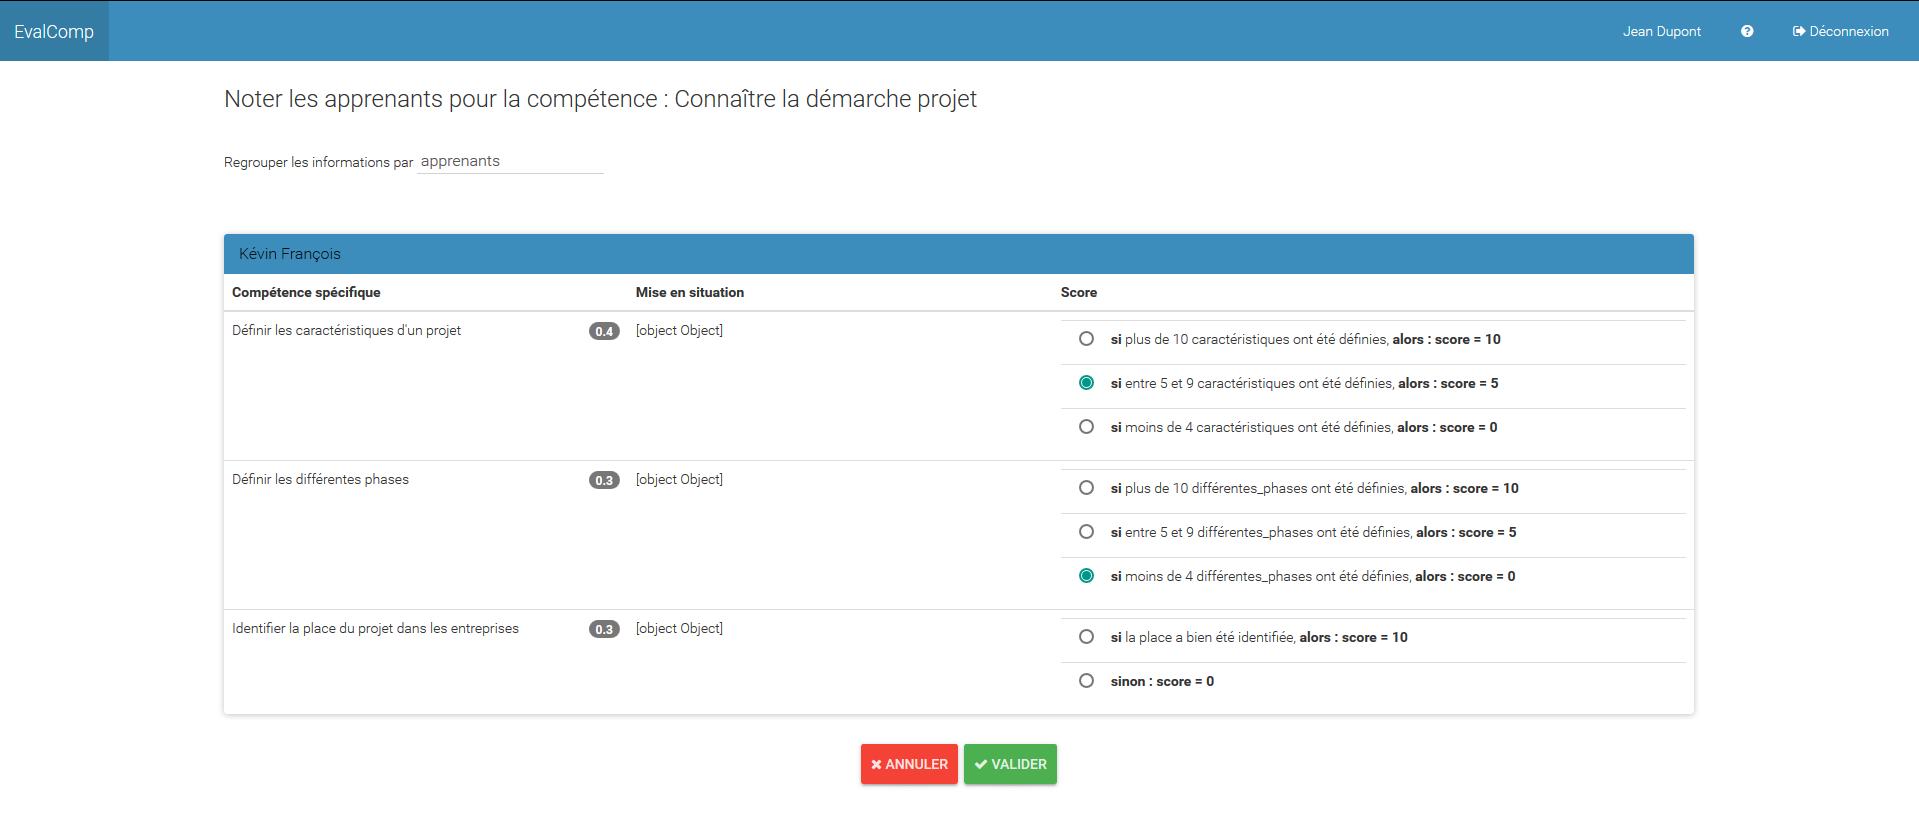 EvalComp Jean Dupont Déconnexion
Noter les apprenants pour la compétence : Connaître la démarche projet
Regrouper les informations par apprenants
Kévin François
Compétence spécifique Mise en situation Score
Définir les caractéristiques d'un projet 0.4 [object Object]
si plus de 10 caractéristiques ont été définies, alors : score = 10
si entre 5 et 9 caractéristiques ont été définies, alors : score = 5
si moins de 4 caractéristiques ont été définies, alors : score = 0
Définir les différentes phases 0.3 [object Object]
si plus de 10 différentes_phases ont été définies, alors : score = 10
si entre 5 et 9 différentes_phases ont été définies, alors : score = 5
si moins de 4 différentes_phases ont été définies, alors : score = 0
Identifier la place du projet dans les entreprises 0.3 [object Object]
si la place a bien été identifiée, alors : score = 10
sinon : score = 0
ANNULER VALIDER